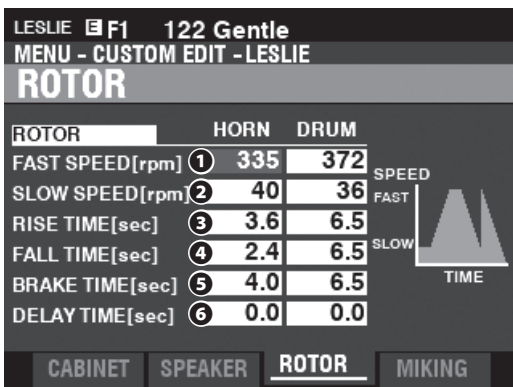 LESLIE E F1 122 Gentle
MENU - CUSTOM EDIT - LESLIE
ROTOR
ROTOR HORN DRUM
FAST SPEED[rpm] 1 335 372
SLOW SPEED[rpm] 2 40 36
RISE TIME[sec] 3 3.6 6.5
FALL TIME[sec] 4 2.4 6.5
BRAKE TIME[sec] 5 4.0 6.5
DELAY TIME[sec] 6 0.0 0.0
SPEED
FAST
SLOW
TIME
CABINET SPEAKER ROTOR MIKING